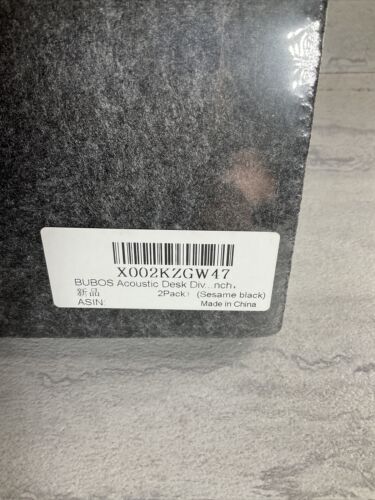 X002KZGW47
BUBOS Acoustic Desk Div...nch,
新品 2Pack, (Sesame black)
ASIN: Made in China